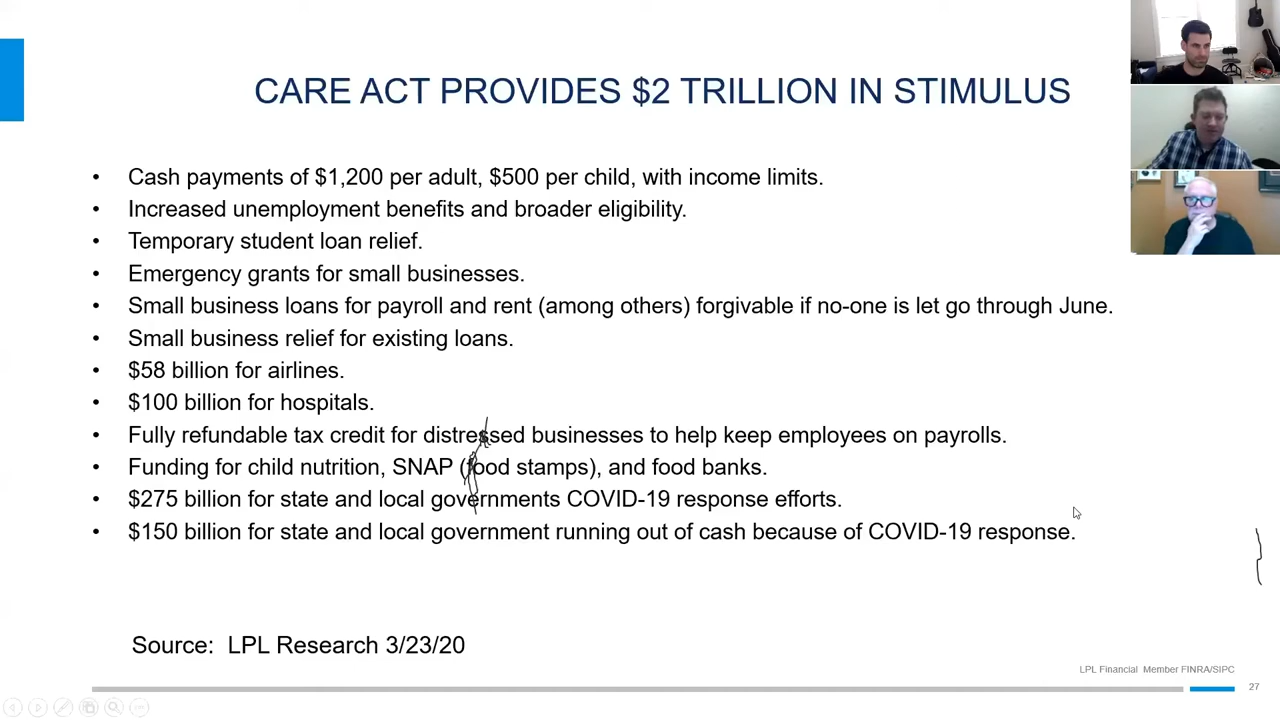 CARE ACT PROVIDES $2 TRILLION IN STIMULUS
• Cash payments of $1,200 per adult, $500 per child, with income limits.
• Increased unemployment benefits and broader eligibility.
• Temporary student loan relief.
• Emergency grants for small businesses.
• Small business loans for payroll and rent (among others) forgivable if no-one is let go through June.
• Small business relief for existing loans.
• $58 billion for airlines.
• $100 billion for hospitals.
• Fully refundable tax credit for distressed businesses to help keep employees on payrolls.
• Funding for child nutrition, SNAP (food stamps), and food banks.
• $275 billion for state and local governments COVID-19 response efforts.
• $150 billion for state and local government running out of cash because of COVID-19 response.
Source: LPL Research 3/23/20
LPL Financial Member FINRA/SIPC
27